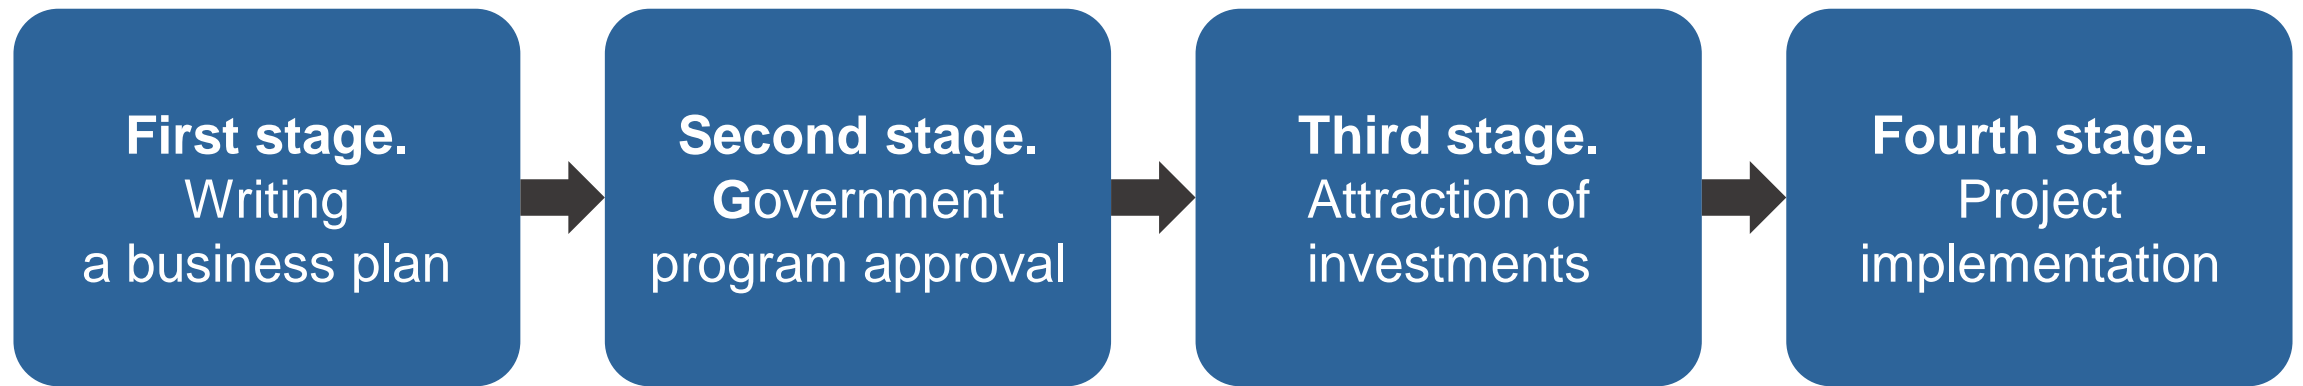 First stage.
Writing
a business plan
Second stage.
Government
program approval
Third stage.
Attraction of
investments
Fourth stage.
Project
implementation